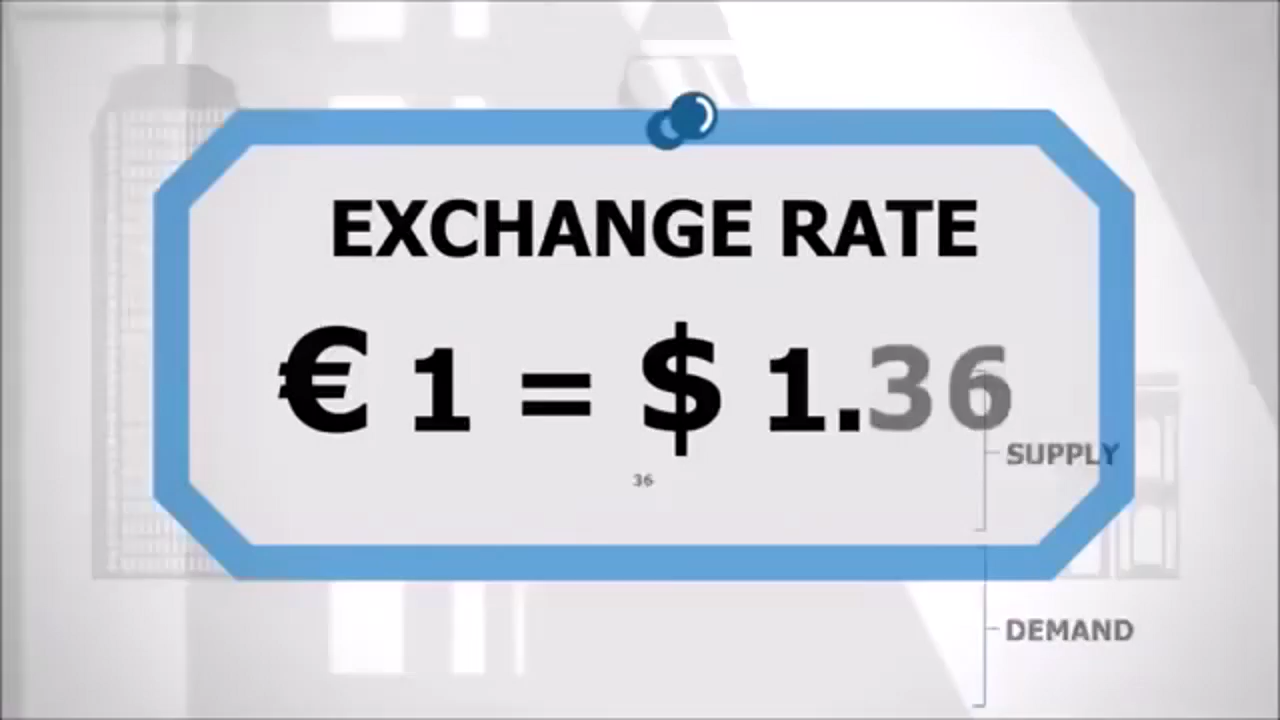 EXCHANGE RATE
€ 1 = $ 1.36
36
SUPPLY
DEMAND